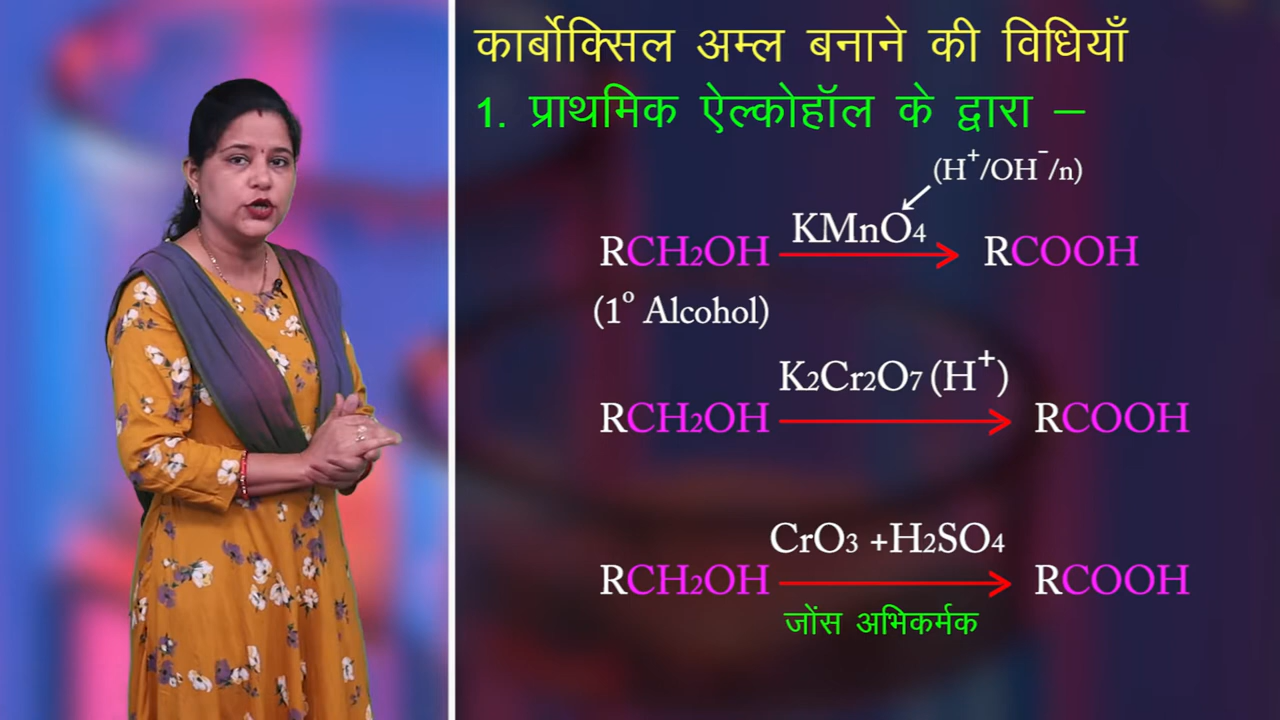 कार्बोक्सिल अम्ल बनाने की विधियाँ
1. प्राथमिक ऐल्कोहॉल के द्वारा –
(H⁺/OH⁻/n)
KMnO₄
RCH₂OH RCOOH
(1° Alcohol)
K₂Cr₂O₇ (H⁺)
RCH₂OH RCOOH
CrO₃ +H₂SO₄
RCH₂OH RCOOH
जोंस अभिकर्मक